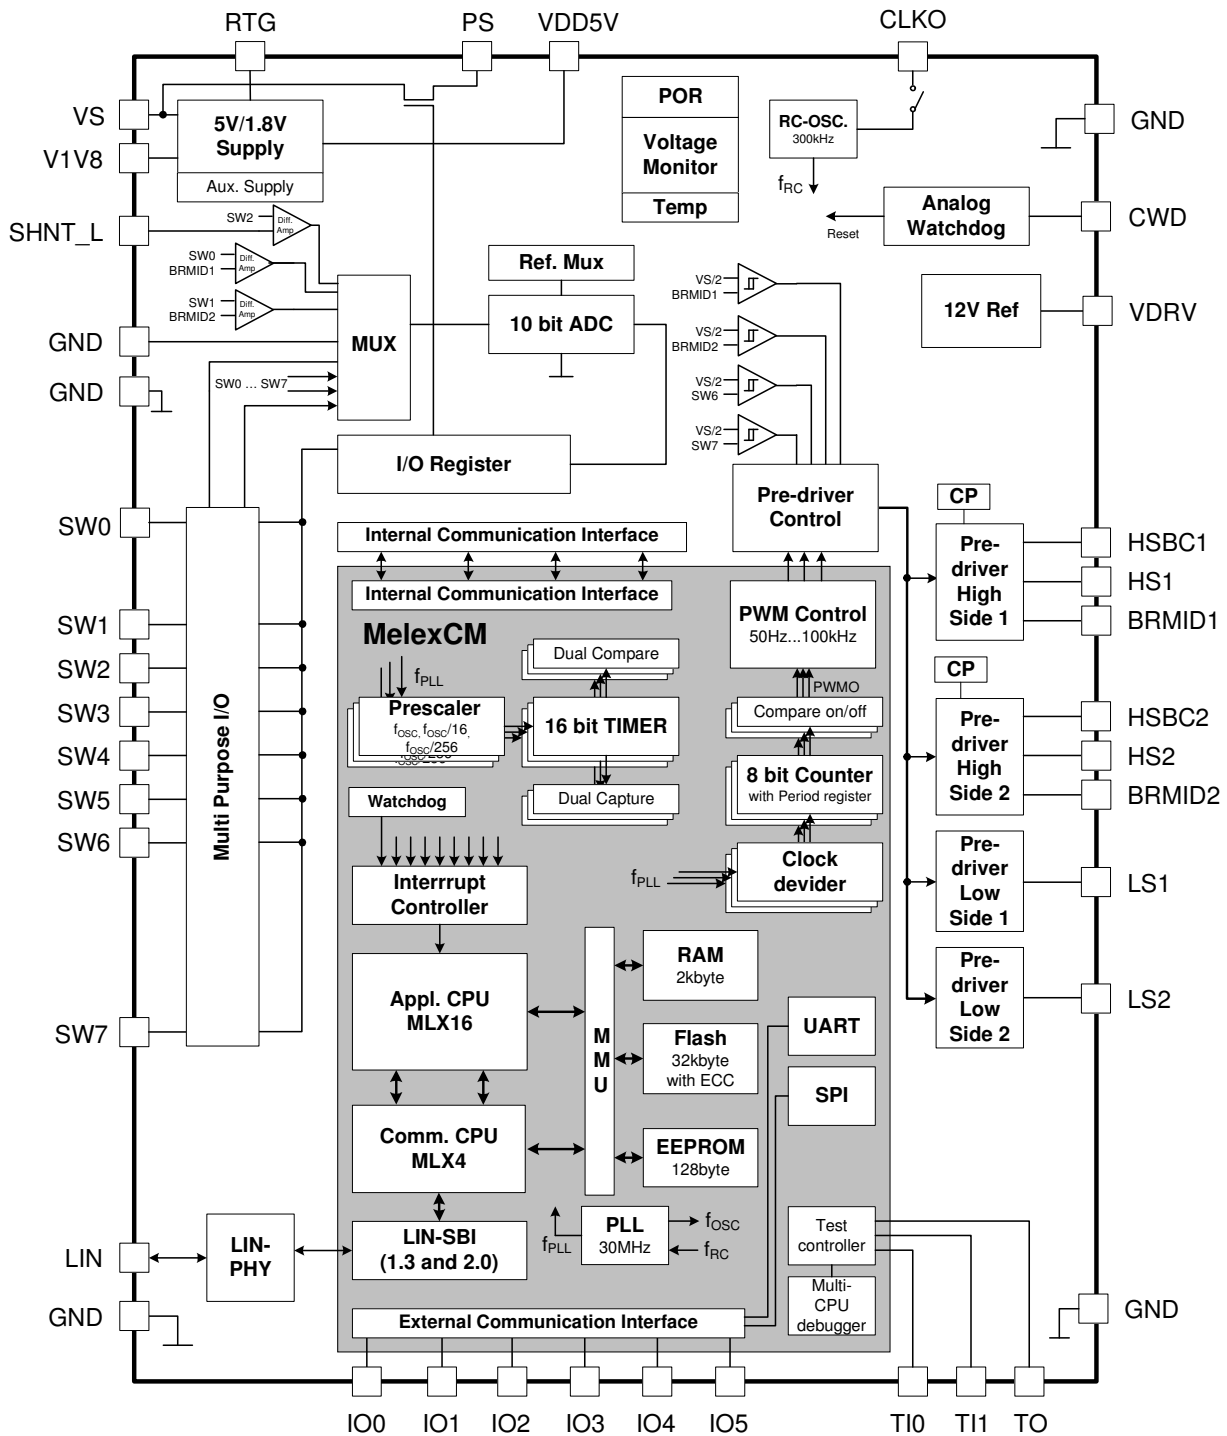 RTG
PS
VDD5V
CLKO
VS
V1V8
SHNT_L
GND
GND
5V/1.8V
Supply
Aux. Supply
POR
Voltage
Monitor
Temp
RC-OSC.
300kHz
fRC
GND
Analog
Watchdog
Reset
CWD
12V Ref
VDRV
SW2
Diff.
Amp
SW0
BRMID1
Diff.
Amp
SW1
BRMID2
Diff.
Amp
MUX
SW0 ... SW7
Ref. Mux
10 bit ADC
I/O Register
VS/2
BRMID1
VS/2
BRMID2
VS/2
SW6
VS/2
SW7
Pre-driver
Control
SW0
SW1
SW2
SW3
SW4
SW5
SW6
SW7
Multi Purpose I/O
Internal Communication Interface
Internal Communication Interface
MelexCM
fPLL
Prescaler
fOSC, fOSC/16,
fOSC/256
fOSC/256
Dual Compare
16 bit TIMER
Dual Capture
PWM Control
50Hz...100kHz
PWMO
Compare on/off
8 bit Counter
with Period register
Clock
devider
fPLL
Watchdog
Interrrupt
Controller
Appl. CPU
MLX16
Comm. CPU
MLX4
LIN-SBI
(1.3 and 2.0)
MMU
RAM
2kbyte
Flash
32kbyte
with ECC
EEPROM
128byte
PLL
30MHz
fPLL
fOSC
fRC
UART
SPI
Test
controller
Multi-
CPU
debugger
External Communication Interface
CP
Pre-
driver
High
Side 1
HSBC1
HS1
BRMID1
CP
Pre-
driver
High
Side 2
HSBC2
HS2
BRMID2
Pre-
driver
Low
Side 1
LS1
Pre-
driver
Low
Side 2
LS2
LIN
LIN-
PHY
GND
GND
IO0
IO1
IO2
IO3
IO4
IO5
TI0
TI1
TO